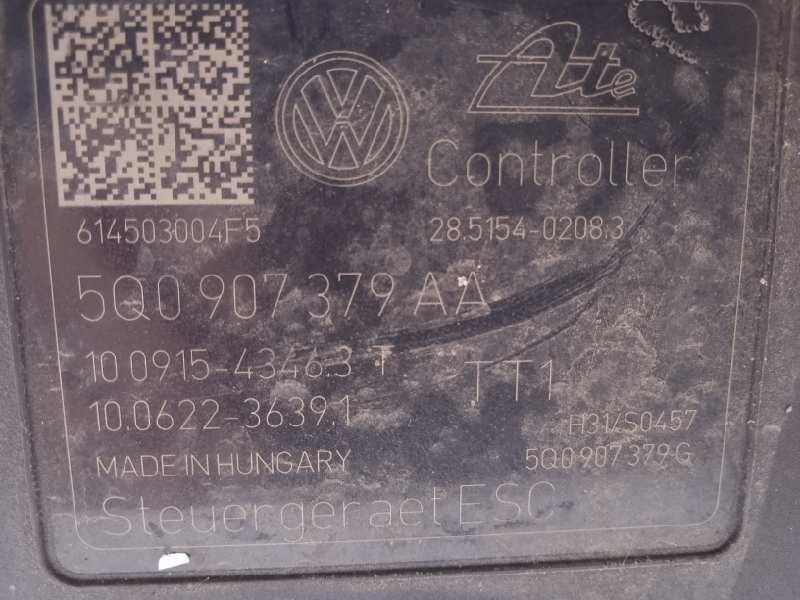 Ate
Controller
614503004F5
28.5154-0208.3
5Q0 907 379 AA
10.0915-4346.3 T
TT1
10.0622-3639.1
H31/S0457
MADE IN HUNGARY
5Q0 907 379 G
Steuergeraet ESC